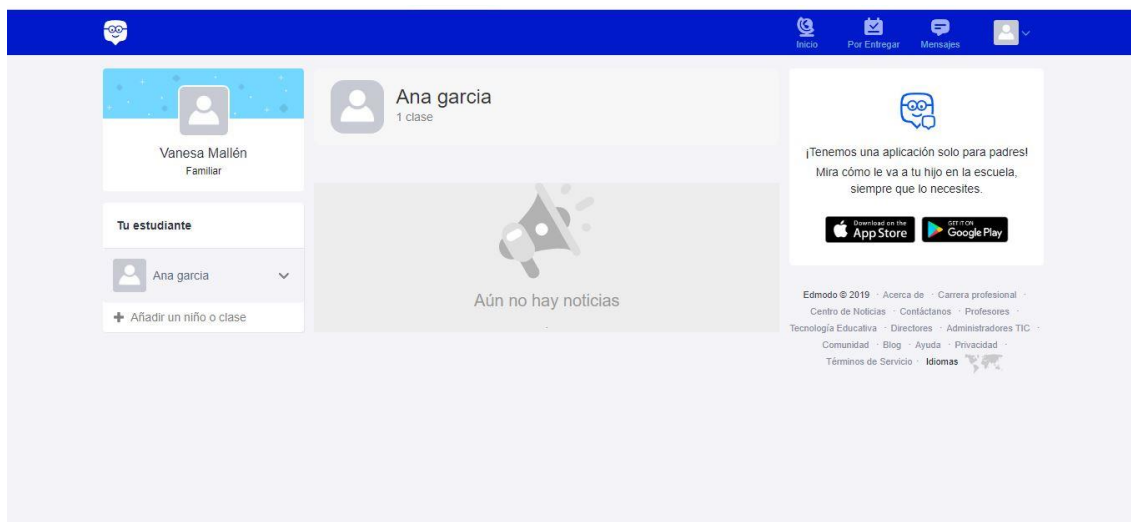 Inicio
Por Entregar
Mensajes
Vanesa Mallén
Familiar
Tu estudiante
Ana garcia
Añadir un niño o clase
Ana garcia
1 clase
Aún no hay noticias
¡Tenemos una aplicación solo para padres!
Mira cómo le va a tu hijo en la escuela,
siempre que lo necesites.
Download on the
App Store
GET IT ON
Google Play
Edmodo © 2019 · Acerca de · Carrera profesional ·
Centro de Noticias · Contáctanos · Profesores ·
Tecnología Educativa · Directores · Administradores TIC ·
Comunidad · Blog · Ayuda · Privacidad ·
Términos de Servicio · Idiomas